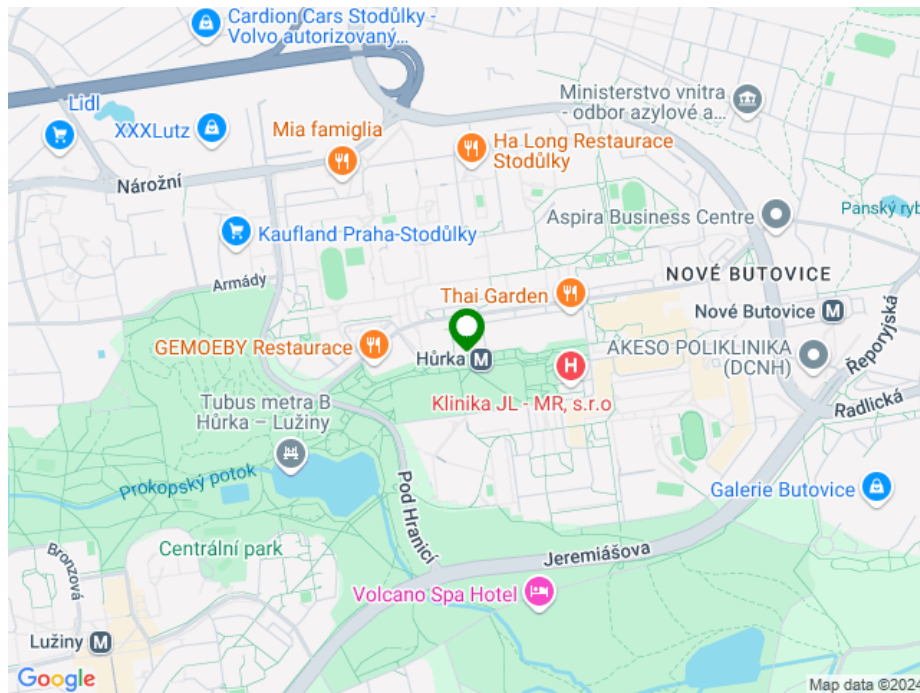 Cardion Cars Stodůlky -
Volvo autorizovaný...
Lidl
XXXLutz
Mia famiglia
Ministerstvo vnitra
- odbor azylové a...
Ha Long Restaurace
Stodůlky
Nárožní
Aspira Business Centre
Panský ryb
Kaufland Praha-Stodůlky
Armády
NOVÉ BUTOVICE
Thai Garden
Nové Butovice M
GEMOEBY Restaurace
Hůrka M
AKESO POLIKLINIKA
(DCNH)
Řeporyjská
H
Klinika JL - MR, s.r.o
Radlická
Tubus metra B
Hůrka – Lužiny
Prokopský potok
Pod Hranicí
Galerie Butovice
Bronzová
Centrální park
Jeremiášova
Volcano Spa Hotel
Lužiny M
Google
Map data ©2024